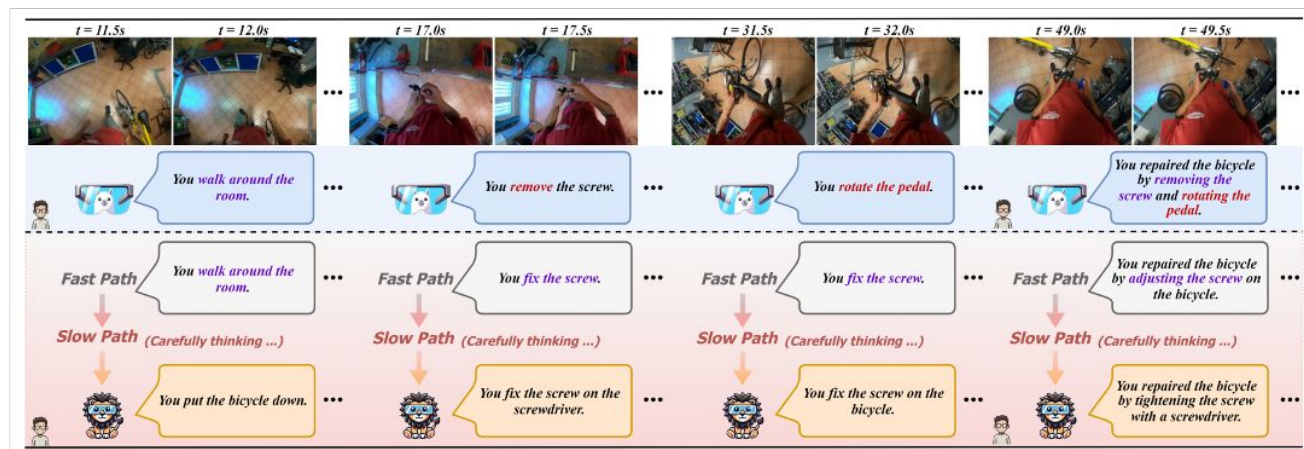 t = 11.5s
t = 12.0s
t = 17.0s
t = 17.5s
t = 31.5s
t = 32.0s
t = 49.0s
t = 49.5s
...
...
...
...
You walk around the
room.
...
You remove the screw.
...
You rotate the pedal.
...
You repaired the bicycle
by removing the
screw and rotating the
pedal.
...
Fast Path
You walk around the
room.
...
Fast Path
You fix the screw.
...
Fast Path
You fix the screw.
...
Fast Path
You repaired the bicycle
by adjusting the screw on
the bicycle.
...
Slow Path (Carefully thinking ...)
Slow Path (Carefully thinking ...)
Slow Path (Carefully thinking ...)
Slow Path (Carefully thinking ...)
You put the bicycle down.
...
You fix the screw on the
screwdriver.
...
You fix the screw on the
bicycle.
...
You repaired the bicycle
by tightening the screw
with a screwdriver.
...